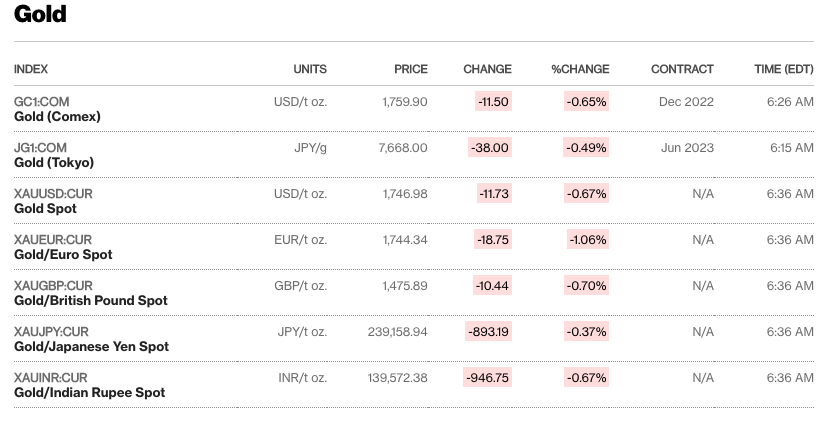 Gold
INDEX UNITS PRICE CHANGE %CHANGE CONTRACT TIME (EDT)
GC1:COM USD/t oz. 1,759.90 -11.50 -0.65% Dec 2022 6:26 AM
Gold (Comex)
JG1:COM JPY/g 7,668.00 -38.00 -0.49% Jun 2023 6:15 AM
Gold (Tokyo)
XAUUSD:CUR USD/t oz. 1,746.98 -11.73 -0.67% N/A 6:36 AM
Gold Spot
XAUEUR:CUR EUR/t oz. 1,744.34 -18.75 -1.06% N/A 6:36 AM
Gold/Euro Spot
XAUGBP:CUR GBP/t oz. 1,475.89 -10.44 -0.70% N/A 6:36 AM
Gold/British Pound Spot
XAUJPY:CUR JPY/t oz. 239,158.94 -893.19 -0.37% N/A 6:36 AM
Gold/Japanese Yen Spot
XAUINR:CUR INR/t oz. 139,572.38 -946.75 -0.67% N/A 6:36 AM
Gold/Indian Rupee Spot